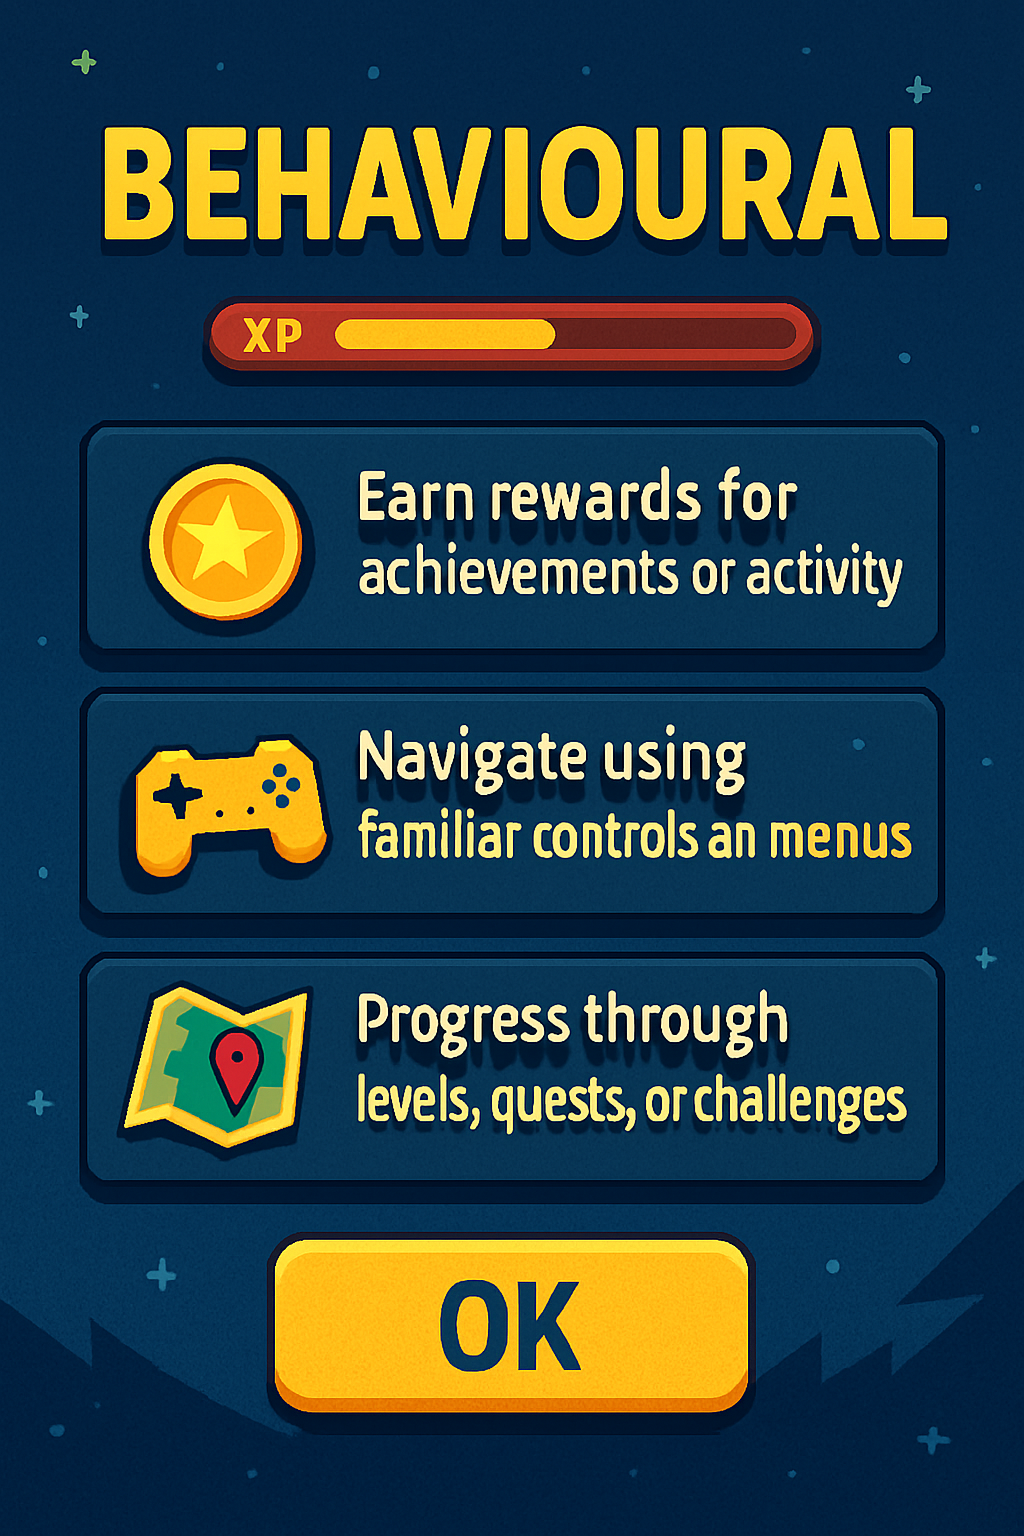 BEHAVIOURAL
XP
Earn rewards for
achievements or activity
Navigate using
familiar controls an menus
Progress through
levels, quests, or challenges
OK